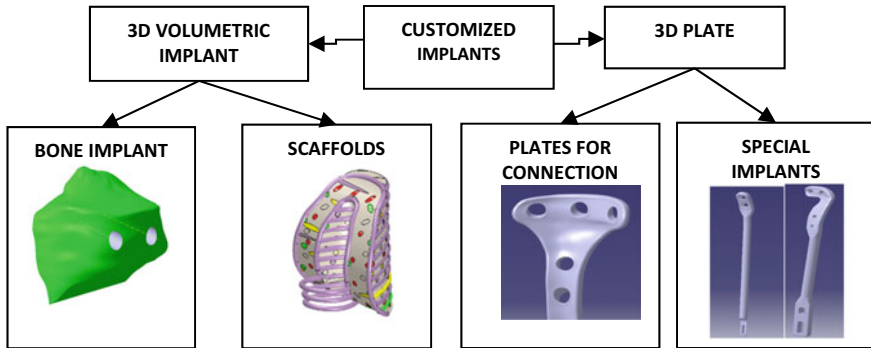 3D VOLUMETRIC
IMPLANT
CUSTOMIZED
IMPLANTS
3D PLATE
BONE IMPLANT
SCAFFOLDS
PLATES FOR
CONNECTION
SPECIAL
IMPLANTS